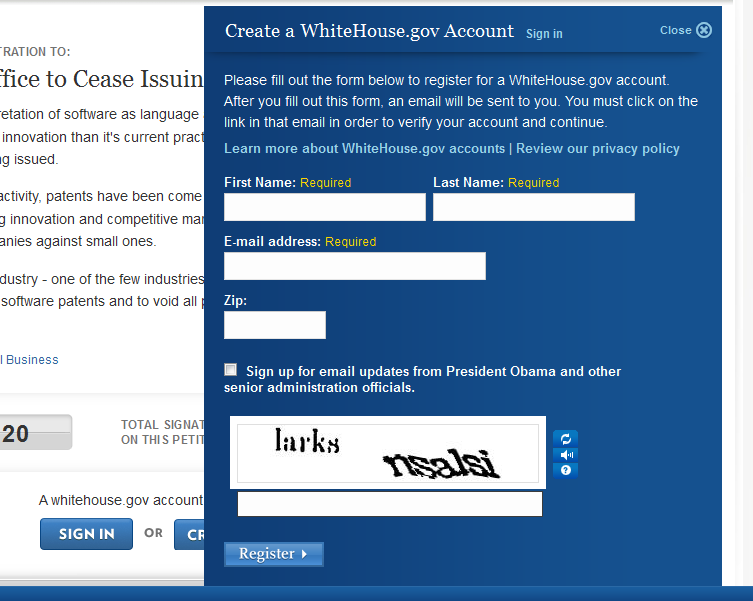 Create a WhiteHouse.gov Account Sign in Close
Please fill out the form below to register for a WhiteHouse.gov account.
After you fill out this form, an email will be sent to you. You must click on the
link in that email in order to verify your account and continue.
Learn more about WhiteHouse.gov accounts | Review our privacy policy
First Name: Required Last Name: Required
E-mail address: Required
Zip:
Sign up for email updates from President Obama and other
senior administration officials.
larks nsalsi
Register
TRATION TO:
ffice to Cease Issuin
retation of software as language
innovation than it's current pract
g issued.
activity, patents have been come
g innovation and competitive mar
anies against small ones.
dustry - one of the few industries
software patents and to void all p
l Business
20
TOTAL SIGNAT
ON THIS PETIT
A whitehouse.gov account
SIGN IN OR CR